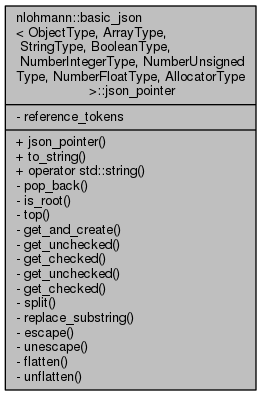 nlohmann::basic_json
< ObjectType, ArrayType,
StringType, BooleanType,
NumberIntegerType, NumberUnsigned
Type, NumberFloatType, AllocatorType
>::json_pointer
- reference_tokens
+ json_pointer()
+ to_string()
+ operator std::string()
- pop_back()
- is_root()
- top()
- get_and_create()
- get_unchecked()
- get_checked()
- get_unchecked()
- get_checked()
- split()
- replace_substring()
- escape()
- unescape()
- flatten()
- unflatten()